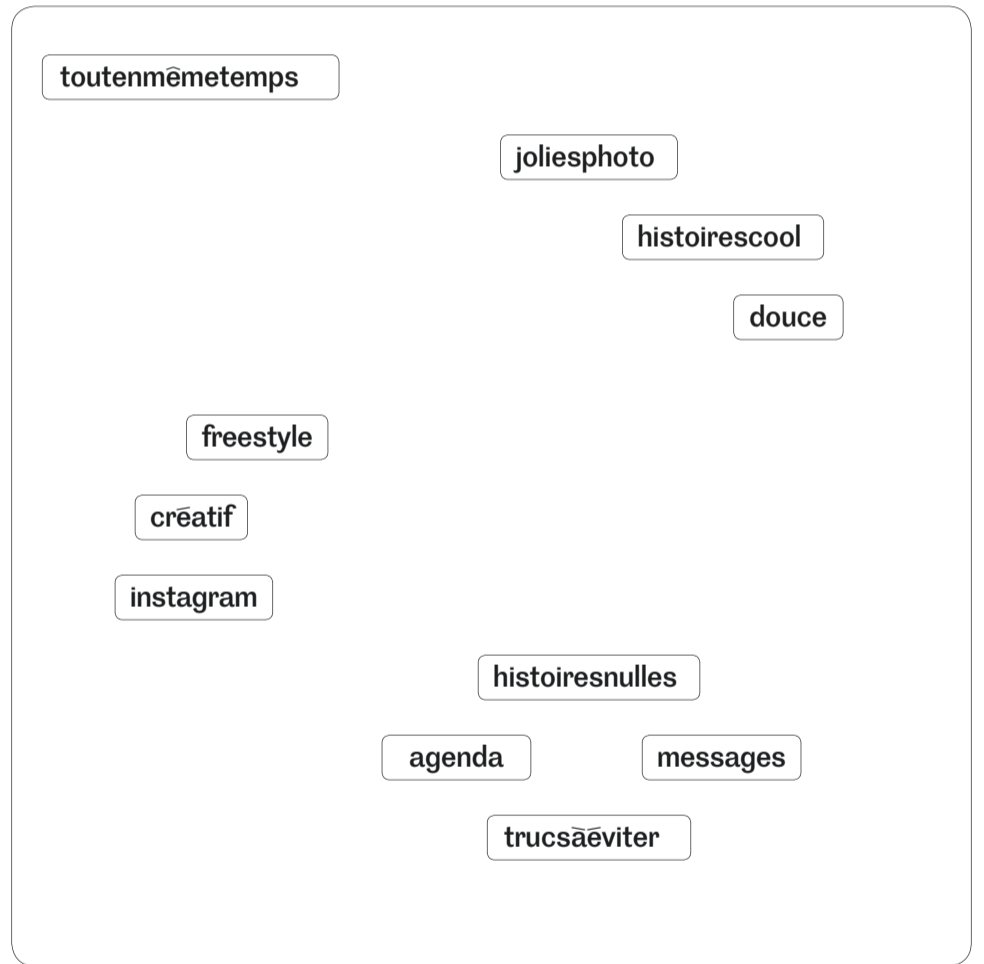 toutenmêmetemps
joliesphoto
histoirescool
douce
freestyle
créatif
instagram
histoiresnulles
agenda messages
trucsàéviter